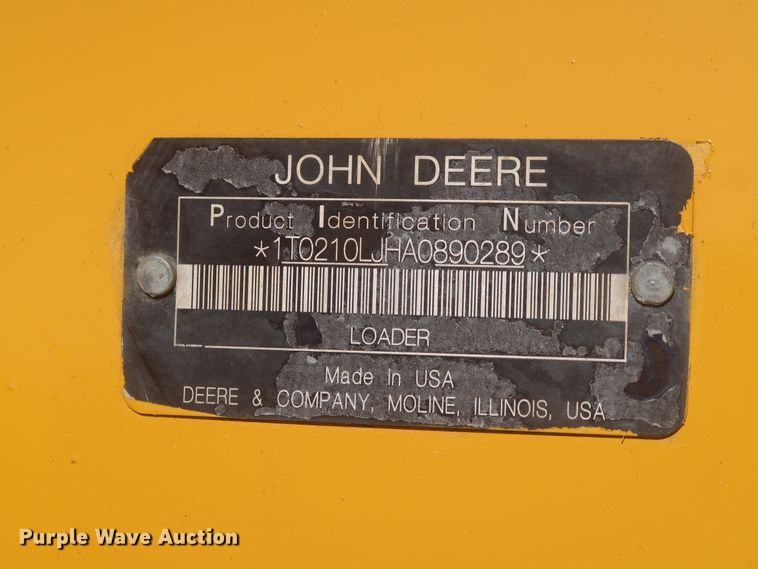 JOHN DEERE
Product Identification Number
*1T0210LJHA0890289*
LOADER
Made In USA
DEERE & COMPANY, MOLINE, ILLINOIS, USA
Purple Wave Auction